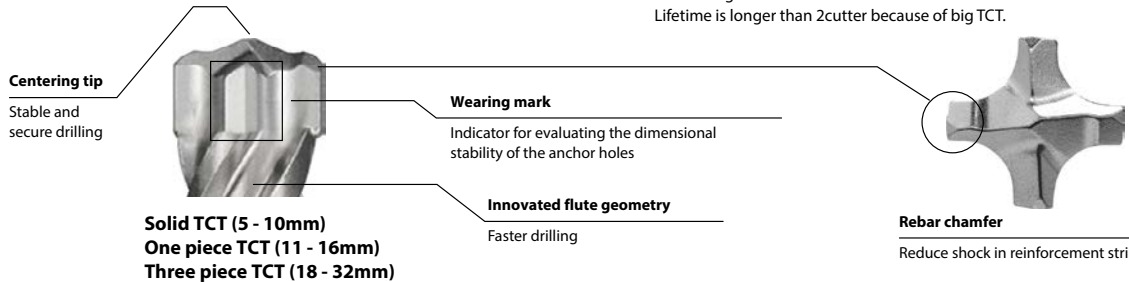 Lifetime is longer than 2cutter because of big TCT.
Centering tip
Stable and
secure drilling
Wearing mark
Indicator for evaluating the dimensional
stability of the anchor holes
Innovated flute geometry
Faster drilling
Solid TCT (5 - 10mm)
One piece TCT (11 - 16mm)
Three piece TCT (18 - 32mm)
Rebar chamfer
Reduce shock in reinforcement